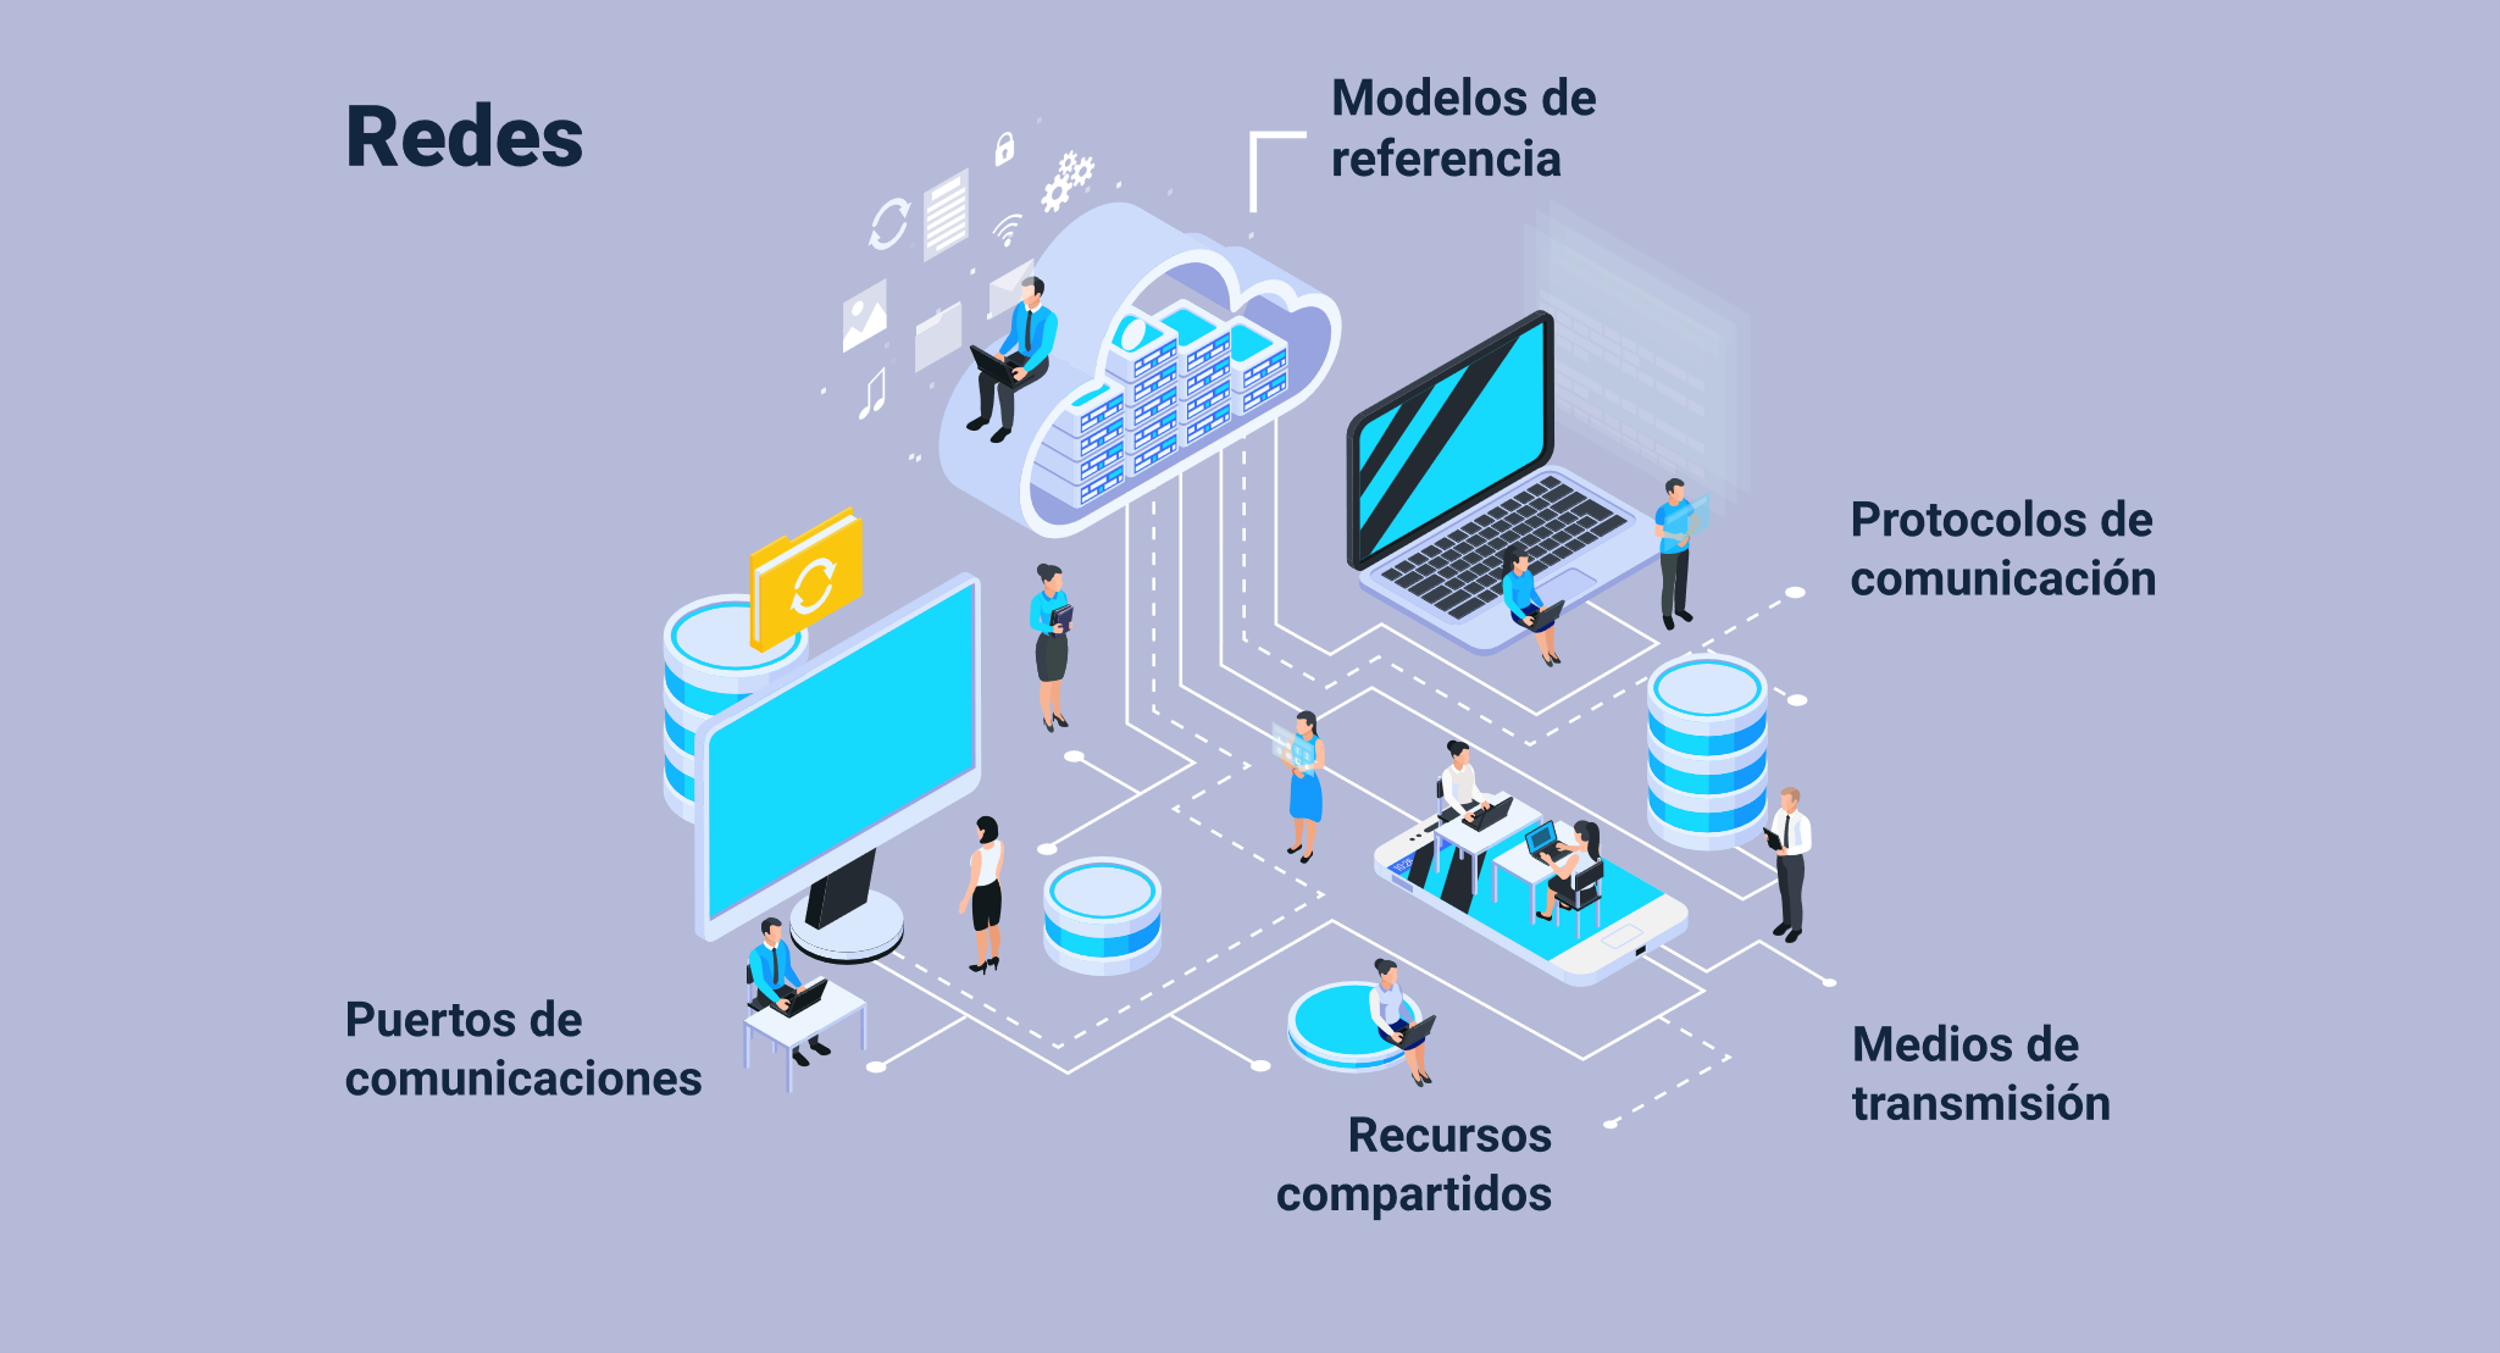 Redes
Modelos de
referencia
Protocolos de
comunicación
Puertos de
comunicaciones
Medios de
transmisión
Recursos
compartidos